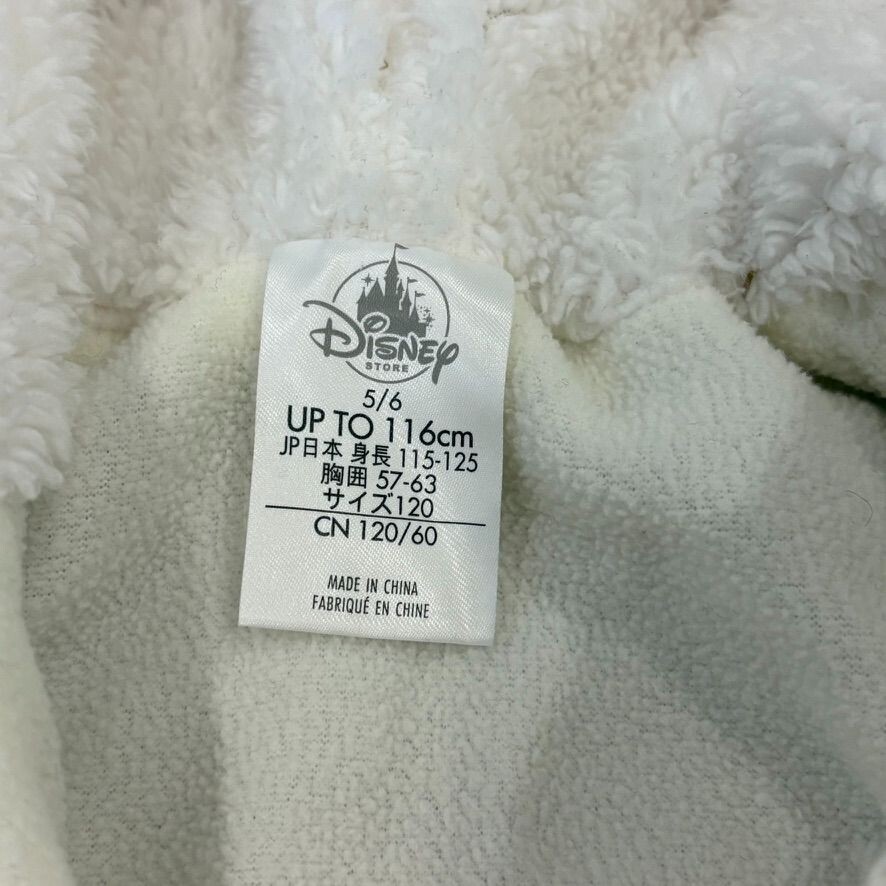 Disney
STORE
5/6
UP TO 116cm
JP日本 身長 115-125
胸囲 57-63
サイズ120
CN 120/60
MADE IN CHINA
FABRIQUÉ EN CHINE